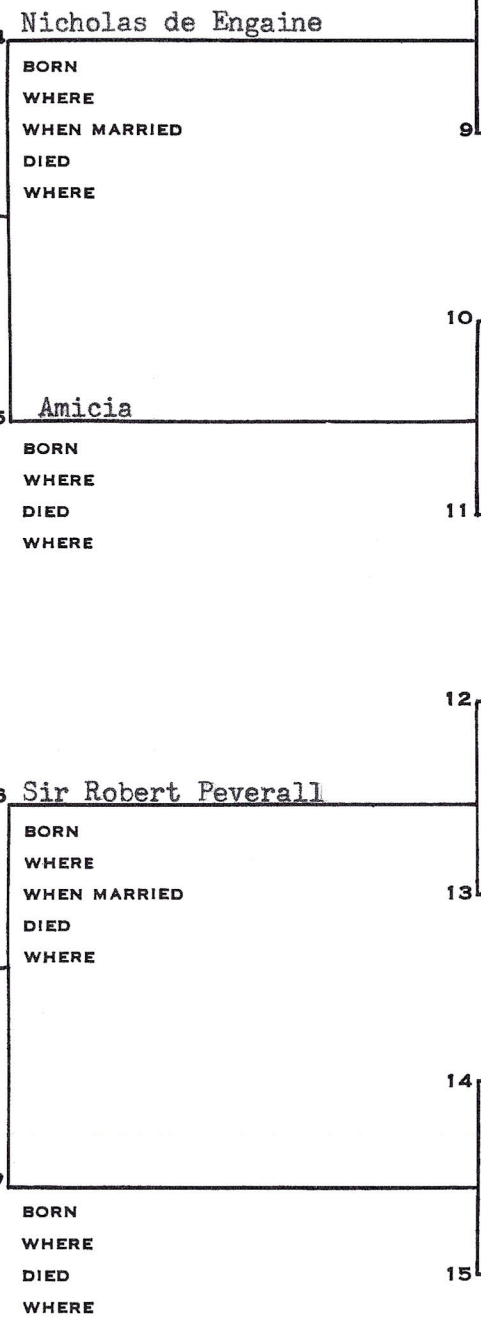 Nicholas de Engaine
BORN
WHERE
WHEN MARRIED
9
DIED
WHERE
10
Amicia
BORN
WHERE
DIED
11
WHERE
12
Sir Robert Peverall
BORN
WHERE
WHEN MARRIED
13
DIED
WHERE
14
BORN
WHERE
DIED
15
WHERE